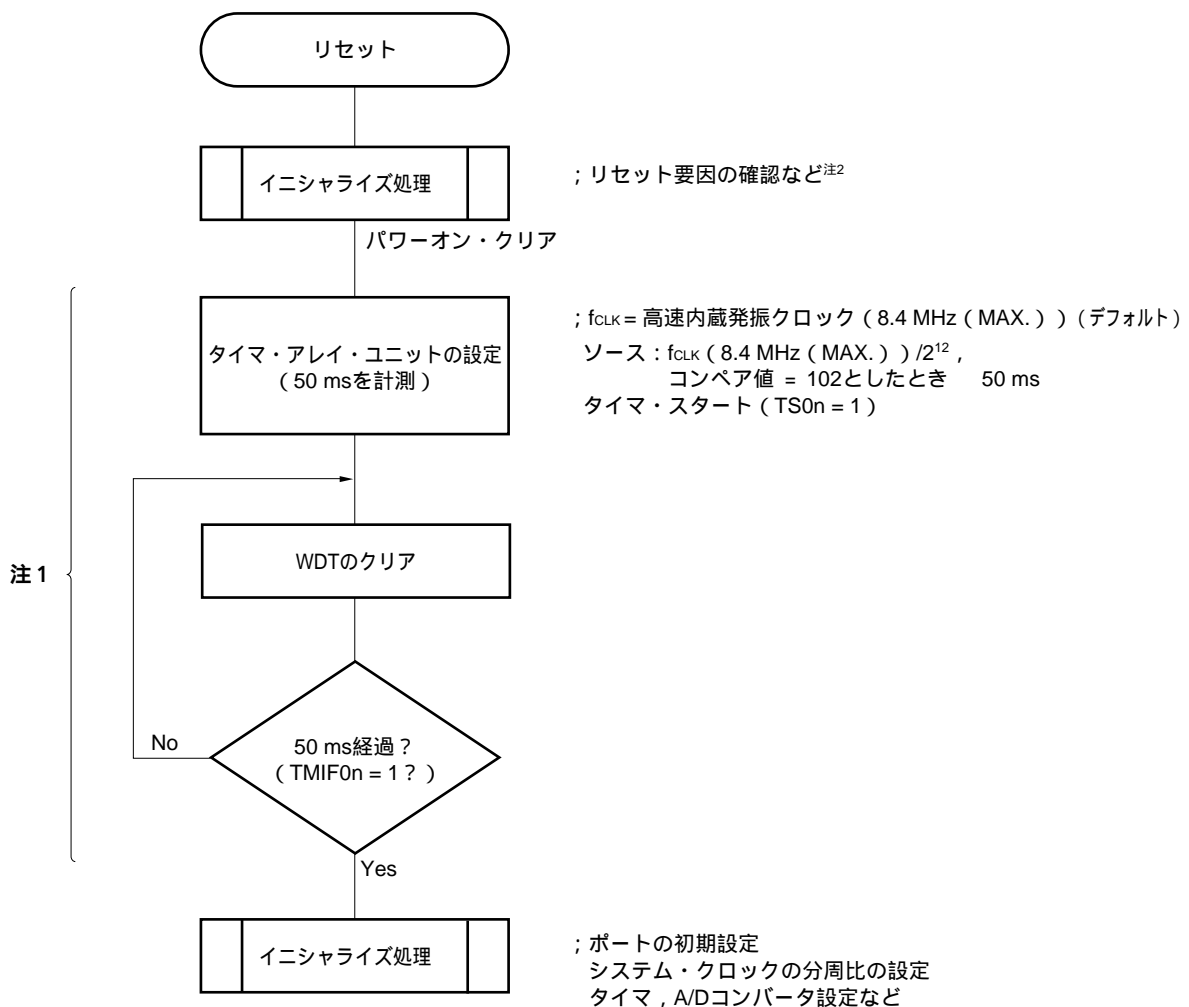 リセット
イニシャライズ処理
;リセット要因の確認など注2
パワーオン・クリア
タイマ・アレイ・ユニットの設定
(50 msを計測)
;fCLK = 高速内蔵発振クロック(8.4 MHz(MAX.))(デフォルト)
ソース:fCLK(8.4 MHz(MAX.))/2¹²,
コンペア値 = 102としたとき 50 ms
タイマ・スタート(TS0n = 1)
注1
WDTのクリア
No
50 ms経過?
(TMIF0n = 1?)
Yes
イニシャライズ処理
;ポートの初期設定
システム・クロックの分周比の設定
タイマ,A/Dコンバータ設定など